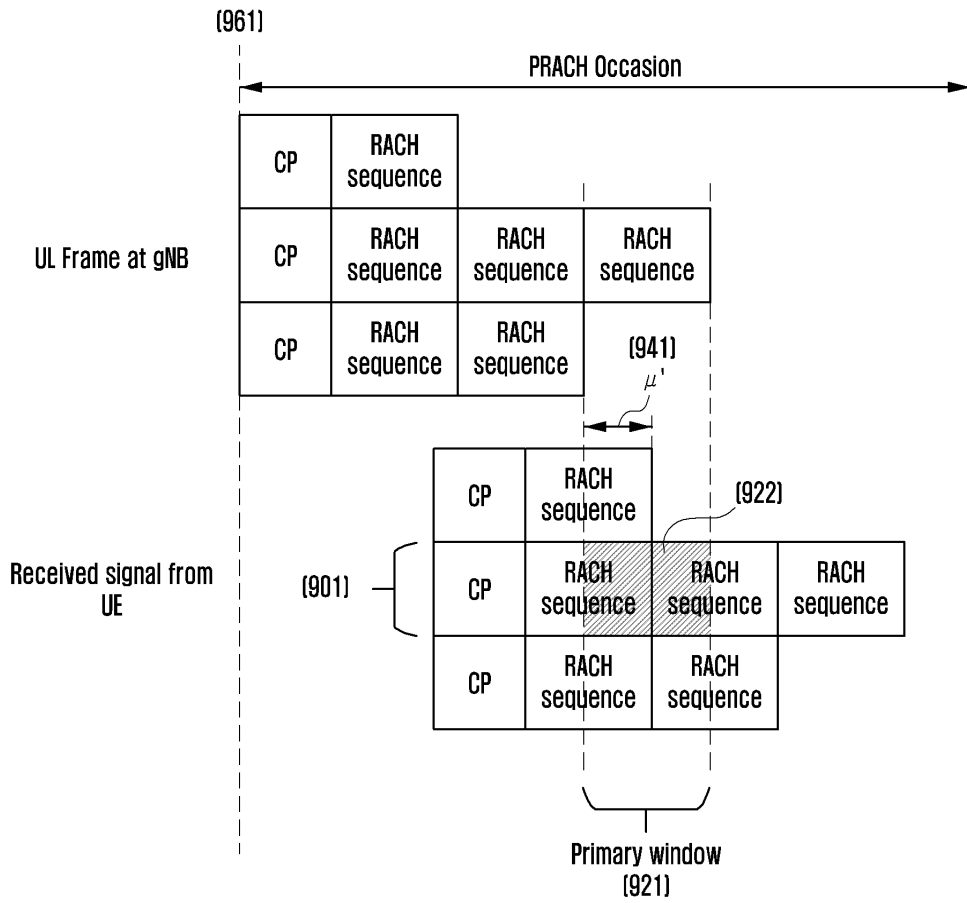 (961)
PRACH Occasion
CP
RACH
sequence
UL Frame at gNB
CP
RACH
sequence
RACH
sequence
RACH
sequence
CP
RACH
sequence
RACH
sequence
(941)
μ'
CP
RACH
sequence
(922)
Received signal from
UE
(901)
CP
RACH
sequence
RACH
sequence
RACH
sequence
CP
RACH
sequence
RACH
sequence
Primary window
(921)